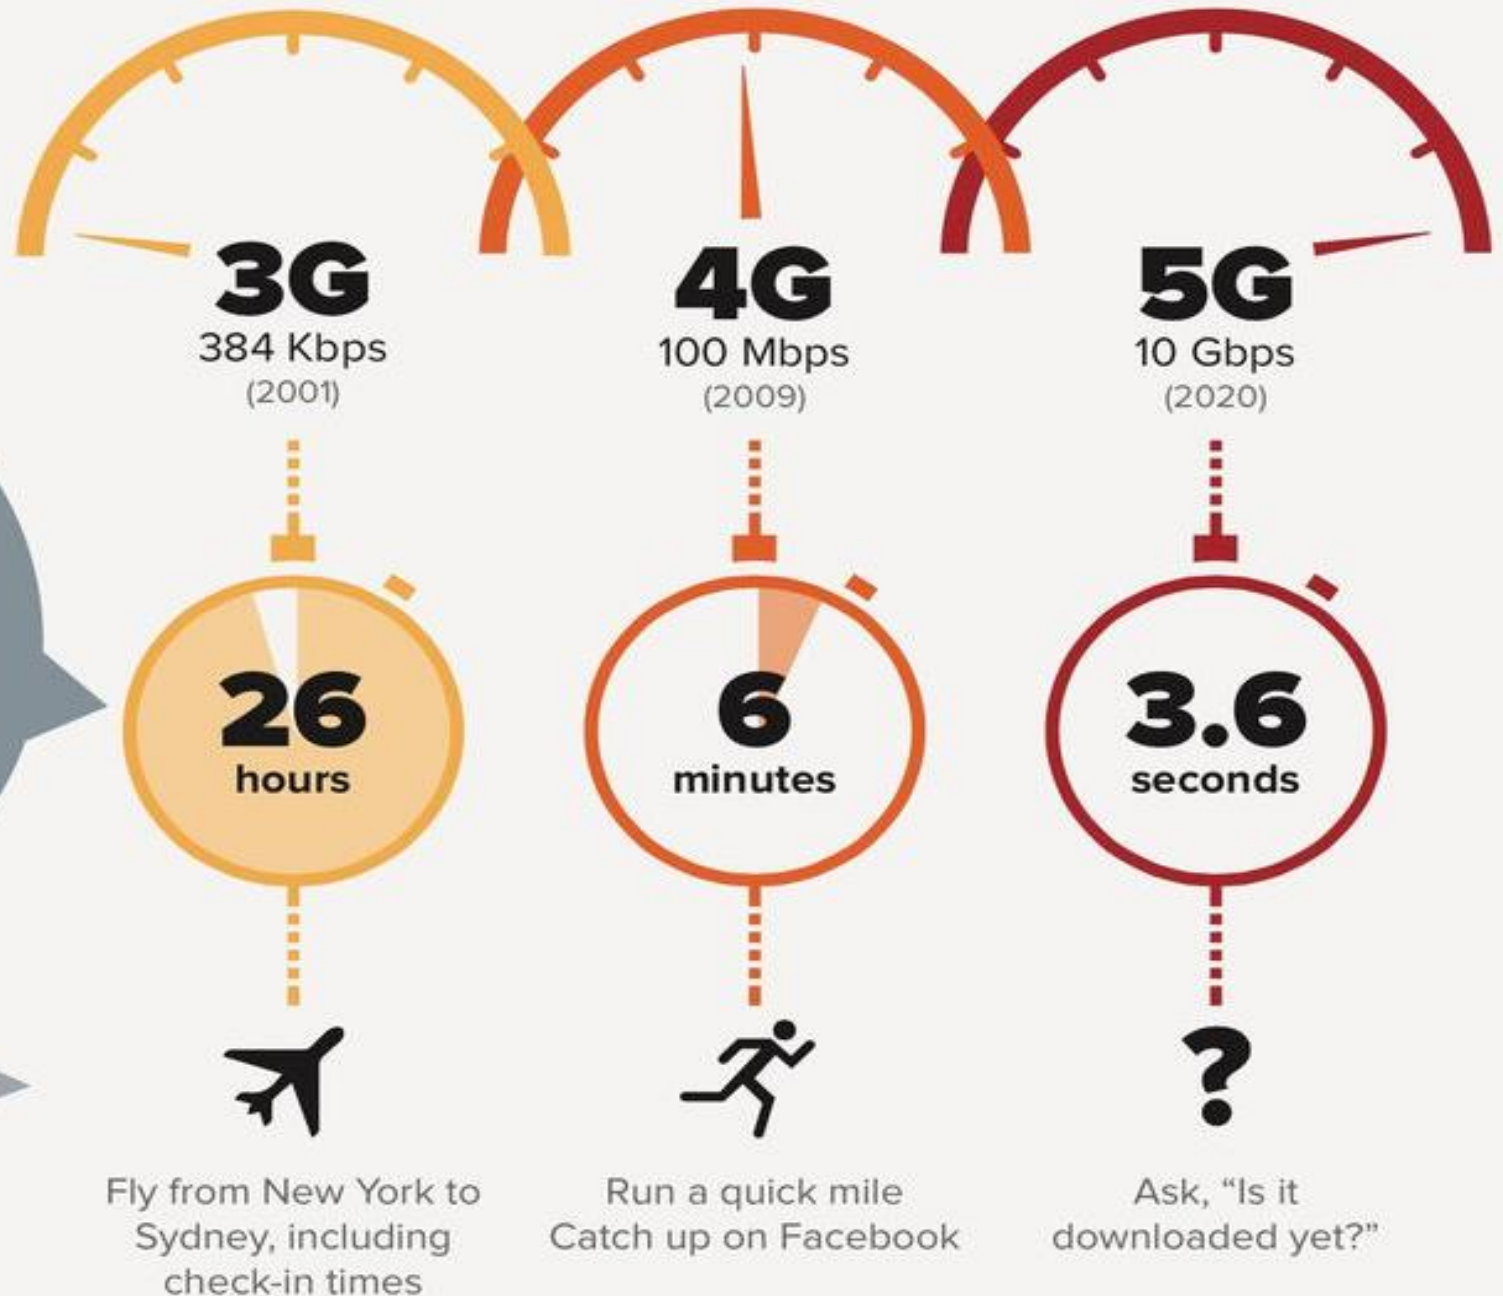 3G
384 Kbps
(2001)
26
hours
Fly from New York to
Sydney, including
check-in times
4G
100 Mbps
(2009)
6
minutes
Run a quick mile
Catch up on Facebook
5G
10 Gbps
(2020)
3.6
seconds
?
Ask, “Is it
downloaded yet?”